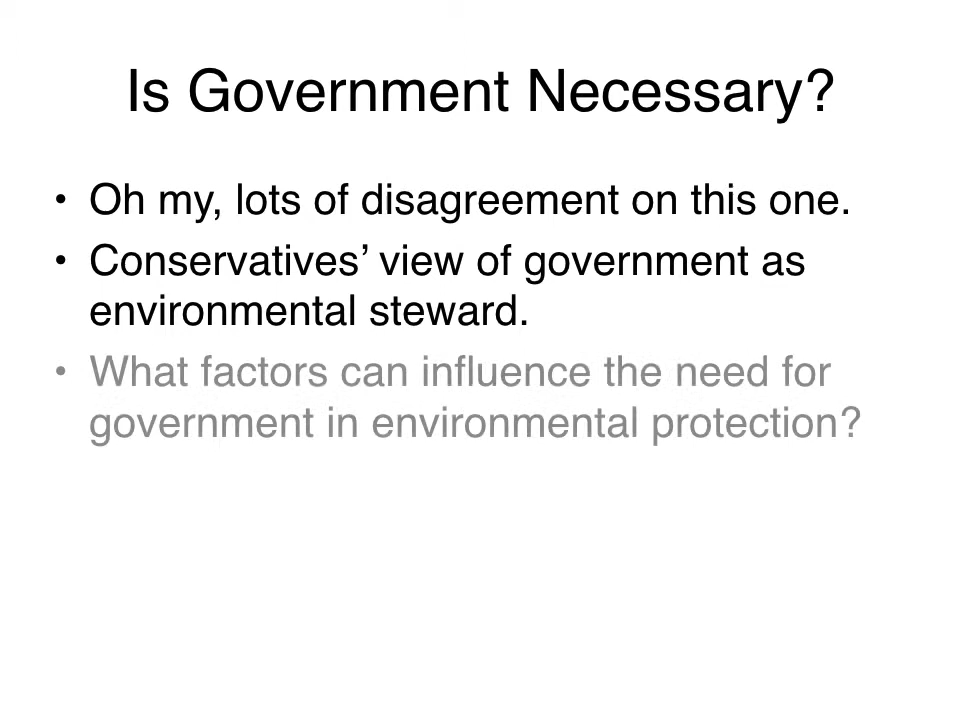 Is Government Necessary?
• Oh my, lots of disagreement on this one.
• Conservatives’ view of government as
environmental steward.
• What factors can influence the need for
government in environmental protection?